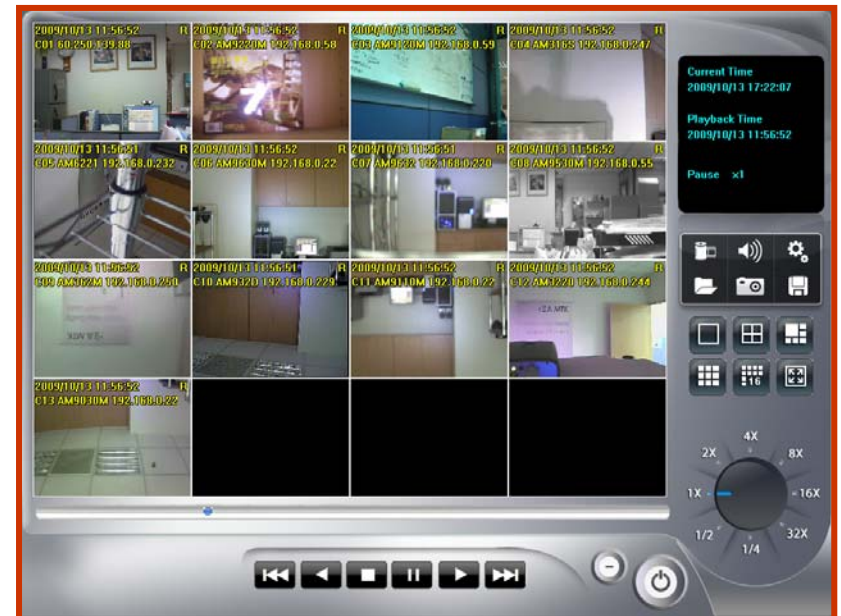 2009/10/13 11:56:52 R
C01 60.250.139.88
2009/10/13 11:56:52 R
C02 AM9220M 192.168.0.58
2009/10/13 11:56:52 R
C03 AM9120M 192.168.0.59
2009/10/13 11:56:52 R
C04 AM316S 192.168.0.247
2009/10/13 11:56:51 R
C05 AM6221 192.168.0.232
2009/10/13 11:56:52 R
C06 AM9630M 192.168.0.22
2009/10/13 11:56:52 R
C07 AM9632 192.168.0.220
2009/10/13 11:56:52 R
C08 AM9530M 192.168.0.55
2009/10/13 11:56:52 R
C09 192.168.0.250
2009/10/13 11:56:51 R
C10 AM932D 192.168.0.229
2009/10/13 11:56:52 R
C11 AM9110M 192.168.0.22
2009/10/13 11:56:52 R
C12 AM3220 192.168.0.244
2009/10/13 11:56:52 R
C13 AM9030M 192.168.0.22
Current Time
2009/10/13 17:22:07
Playback Time
2009/10/13 11:56:52
Pause x1
16
4X
2X 8X
1X 16X
1/2 32X
1/4